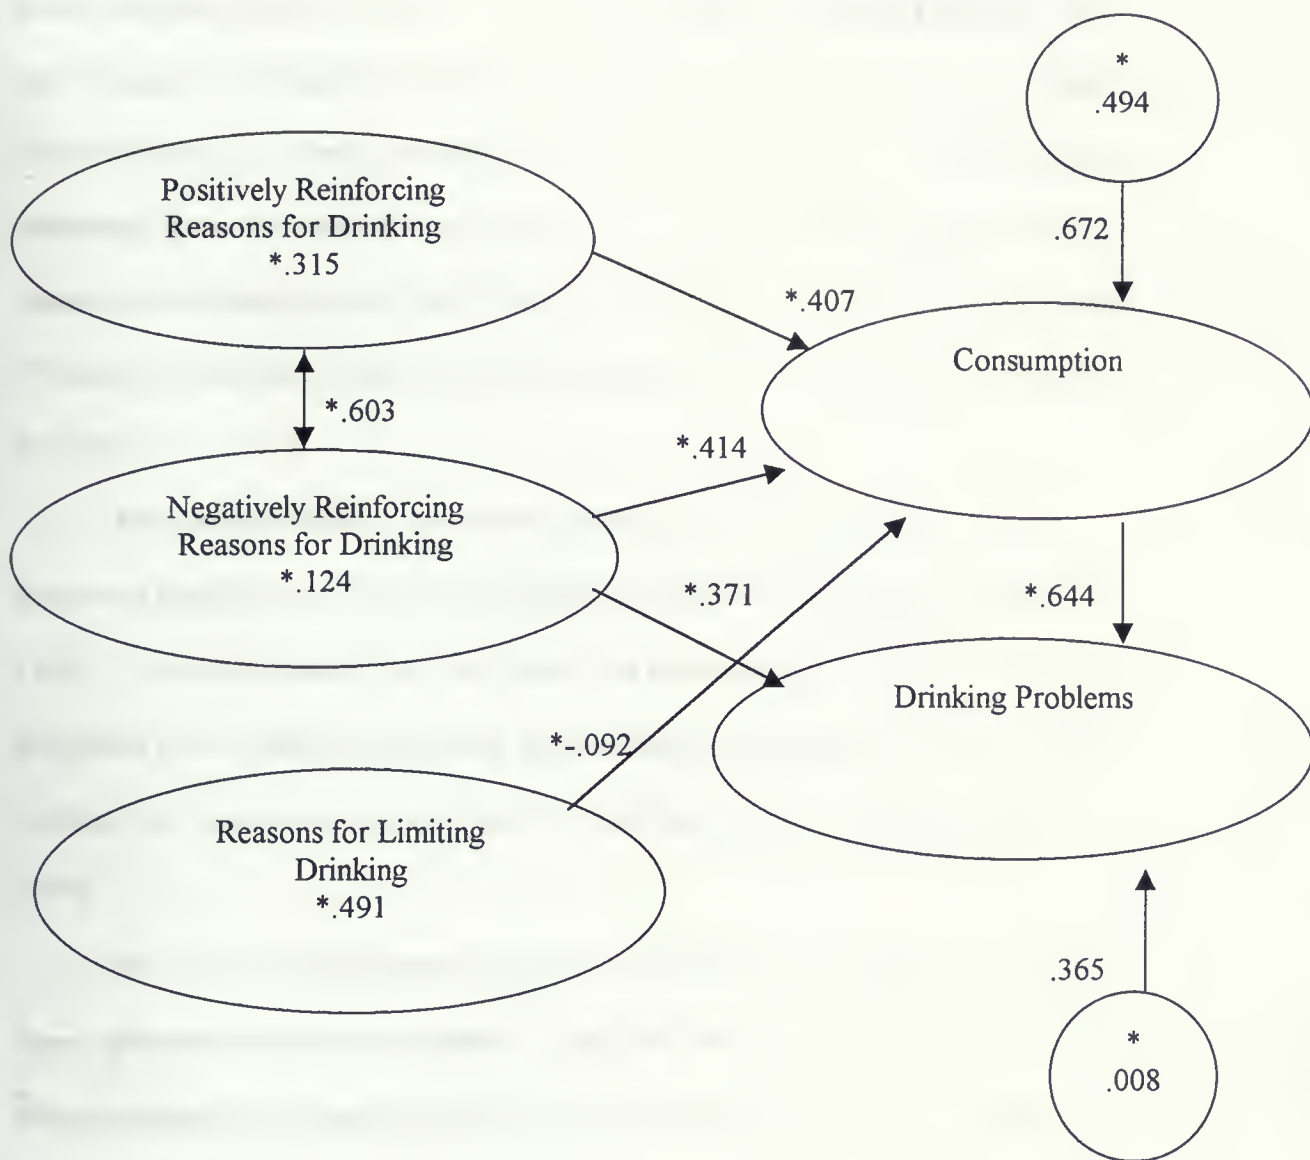 *
.494
Positively Reinforcing
Reasons for Drinking
*.315
.672
*.407
Consumption
*.603
*.414
Negatively Reinforcing
Reasons for Drinking
*.124
*.371
*.644
Drinking Problems
*-.092
Reasons for Limiting
Drinking
*.491
.365
*
.008